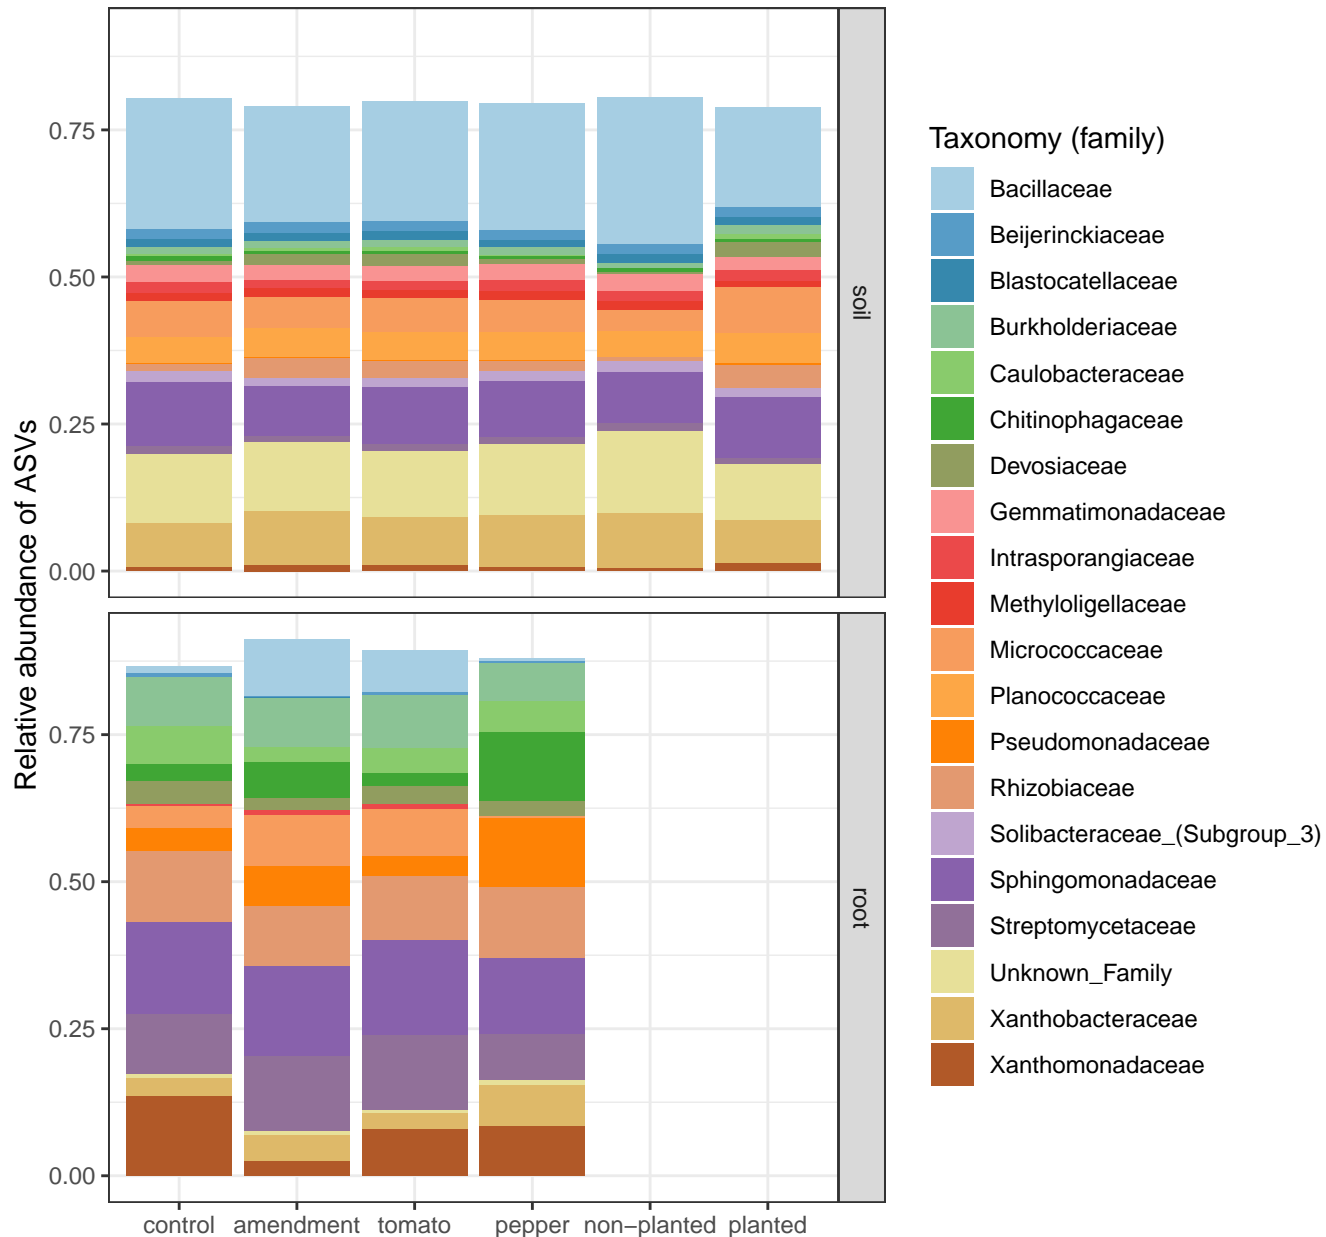 Relative abundance of ASVs
0.75
0.50
0.25
0.00
soil
0.75
0.50
0.25
0.00
root
control amendment tomato pepper non−planted planted
Taxonomy (family)
Bacillaceae
Beijerinckiaceae
Blastocatellaceae
Burkholderiaceae
Caulobacteraceae
Chitinophagaceae
Devosiaceae
Gemmatimonadaceae
Intrasporangiaceae
Methyloligellaceae
Micrococcaceae
Planococcaceae
Pseudomonadaceae
Rhizobiaceae
Solibacteraceae_(Subgroup_3)
Sphingomonadaceae
Streptomycetaceae
Unknown_Family
Xanthobacteraceae
Xanthomonadaceae